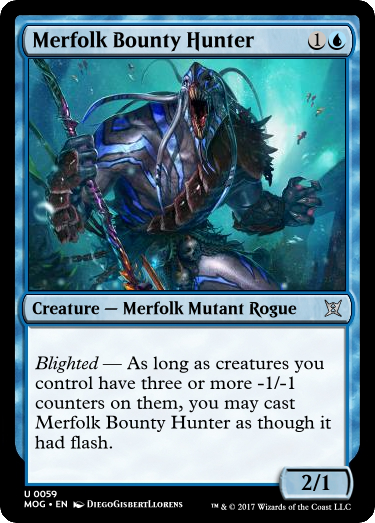 Merfolk Bounty Hunter 1
Creature — Merfolk Mutant Rogue
Blighted — As long as creatures you
control have three or more -1/-1
counters on them, you may cast
Merfolk Bounty Hunter as though it
had flash.
2/1
U 0059
MOG • EN DiegoGisbertLlorens
™ & © 2017 Wizards of the Coast LLC